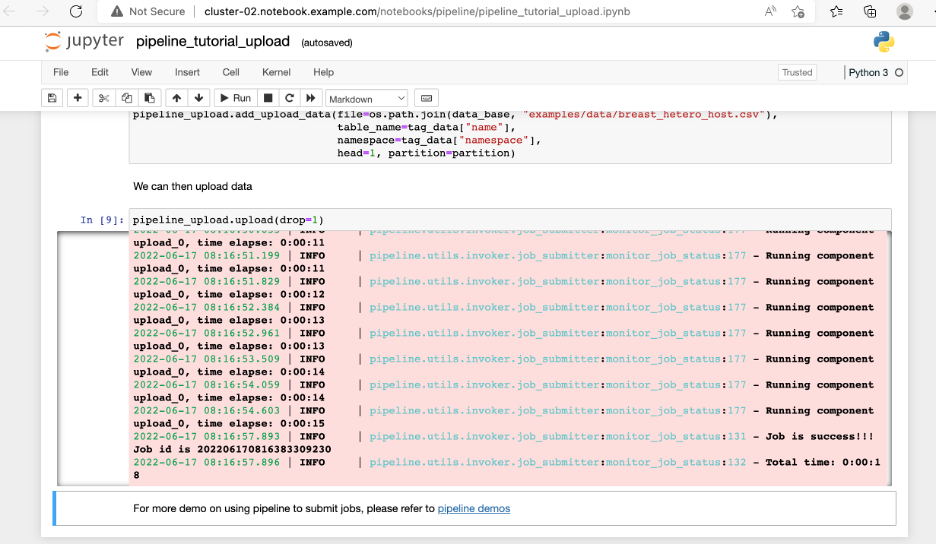 Not Secure | cluster-02.notebook.example.com/notebooks/pipeline/pipeline_tutorial_upload.ipynb
jupyter pipeline_tutorial_upload (autosaved)
File Edit View Insert Cell Kernel Help Trusted Python 3
Run Markdown
pipeline_upload.add_upload_data(file=os.path.join(data_base, "examples/data/breast_hetero_host.csv"),
table_name=tag_data["name"],
namespace=tag_data["namespace"],
head=1, partition=partition)
We can then upload data
In [9]: pipeline_upload.upload(drop=1)
upload_0, time elapse: 0:00:11
2022-06-17 08:16:51.199 | INFO | pipeline.utils.invoker.job_submitter:monitor_job_status:177 - Running component
upload_0, time elapse: 0:00:11
2022-06-17 08:16:51.829 | INFO | pipeline.utils.invoker.job_submitter:monitor_job_status:177 - Running component
upload_0, time elapse: 0:00:12
2022-06-17 08:16:52.384 | INFO | pipeline.utils.invoker.job_submitter:monitor_job_status:177 - Running component
upload_0, time elapse: 0:00:13
2022-06-17 08:16:52.961 | INFO | pipeline.utils.invoker.job_submitter:monitor_job_status:177 - Running component
upload_0, time elapse: 0:00:13
2022-06-17 08:16:53.509 | INFO | pipeline.utils.invoker.job_submitter:monitor_job_status:177 - Running component
upload_0, time elapse: 0:00:14
2022-06-17 08:16:54.059 | INFO | pipeline.utils.invoker.job_submitter:monitor_job_status:177 - Running component
upload_0, time elapse: 0:00:14
2022-06-17 08:16:54.603 | INFO | pipeline.utils.invoker.job_submitter:monitor_job_status:177 - Running component
upload_0, time elapse: 0:00:15
2022-06-17 08:16:57.893 | INFO | pipeline.utils.invoker.job_submitter:monitor_job_status:131 - Job is success!!!
Job id is 202206170816383309230
2022-06-17 08:16:57.896 | INFO | pipeline.utils.invoker.job_submitter:monitor_job_status:132 - Total time: 0:00:1
8
For more demo on using pipeline to submit jobs, please refer to pipeline demos